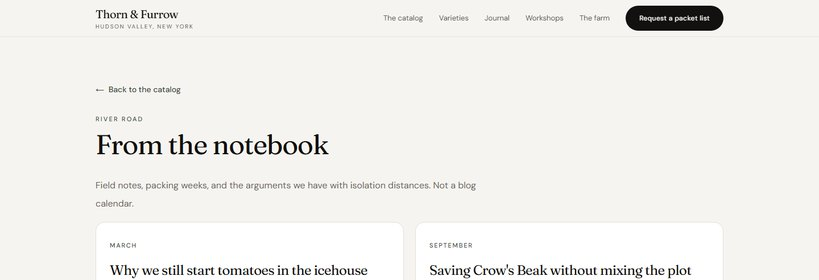 Thorn & Furrow
HUDSON VALLEY, NEW YORK
The catalog
Varieties
Journal
Workshops
The farm
Request a packet list
← Back to the catalog
RIVER ROAD
From the notebook
Field notes, packing weeks, and the arguments we have with isolation distances. Not a blog
calendar.
MARCH
Why we still start tomatoes in the icehouse
SEPTEMBER
Saving Crow's Beak without mixing the plot